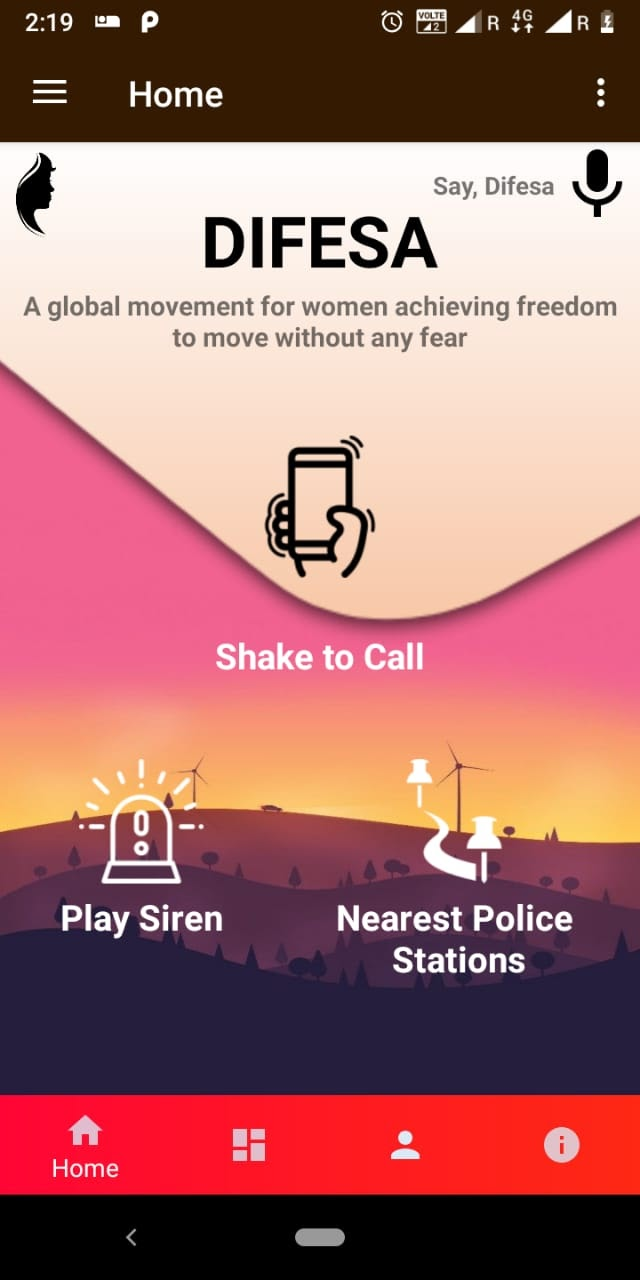 2:19
VOLTE
2
R
4G
R
Home
Say, Difesa
DIFESA
A global movement for women achieving freedom
to move without any fear
Shake to Call
Play Siren
Nearest Police
Stations
Home